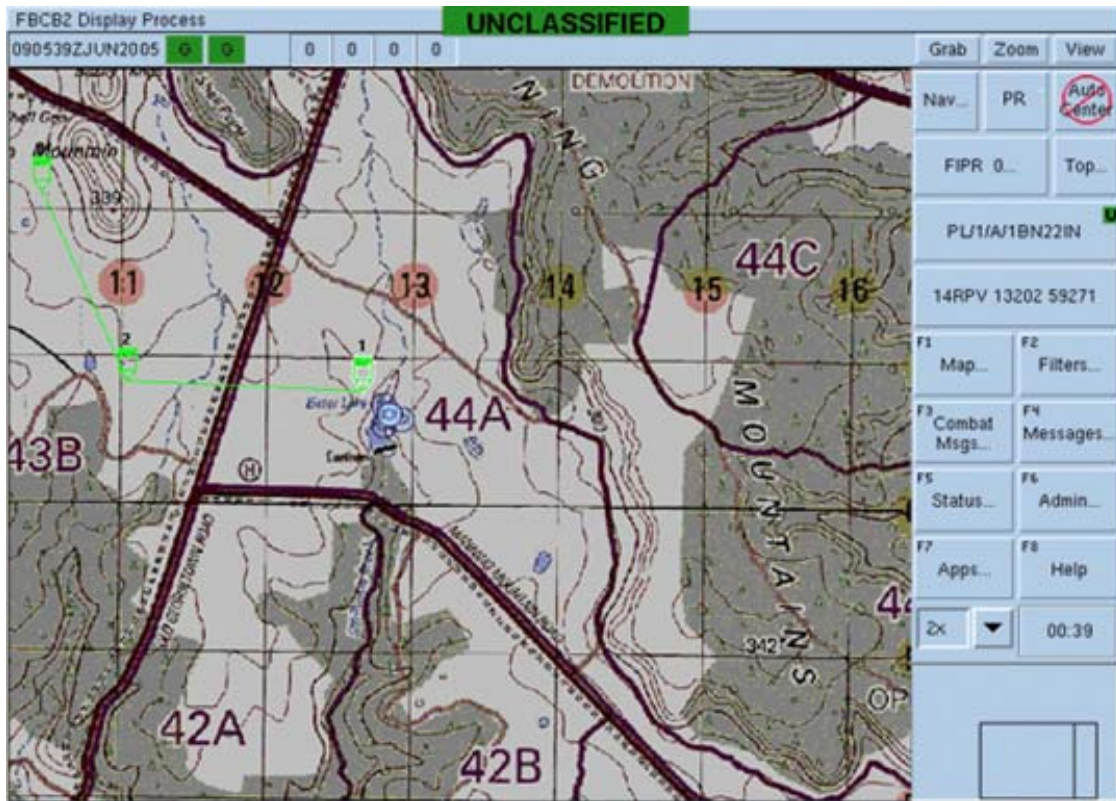 FBCB2 Display Process
UNCLASSIFIED
090539ZJUN2005 G G 0 0 0 0
Grab Zoom View
Nav... PR Auto Center
FIPR 0... Top...
PL/1/A/1BN22IN
14RPV 13202 59271
F1 Map...
F2 Filters...
F3 Combat Msgs...
F4 Messages...
F5 Status...
F6 Admin...
F7 Apps...
F8 Help
2x 00:39
DEMOLITION
NING
Mountain
339
11 12 13 14 15 16
44C
2
1
44A
43B
H
MOUNTAINS
342
OP
42A
42B